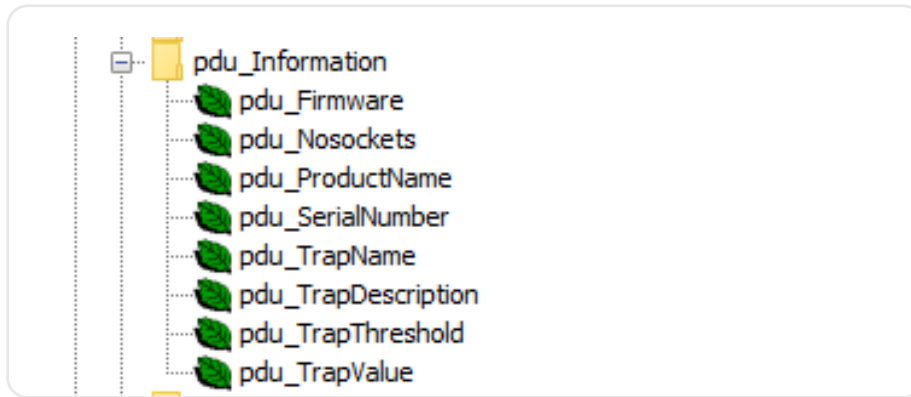 pdu_Information
pdu_Firmware
pdu_Nosockets
pdu_ProductName
pdu_SerialNumber
pdu_TrapName
pdu_TrapDescription
pdu_TrapThreshold
pdu_TrapValue